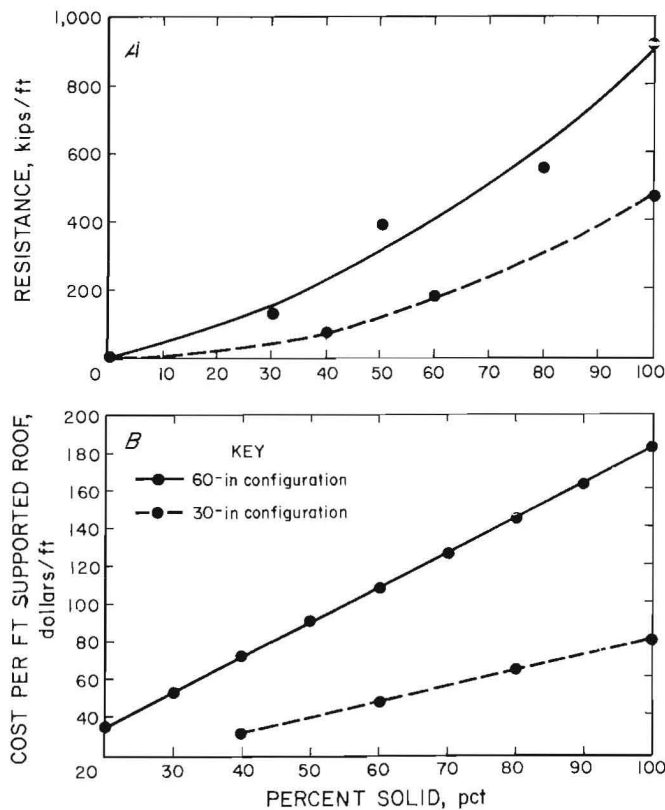 1,000
A
800
600
400
200
RESISTANCE, kips/ft
0 10 20 30 40 50 60 70 80 90 100
200
B
KEY
180
60-in configuration
160
30-in configuration
140
120
100
80
60
40
20
COST PER FT SUPPORTED ROOF,
dollars/ft
30 40 50 60 70 80 90 100
PERCENT SOLID, pct